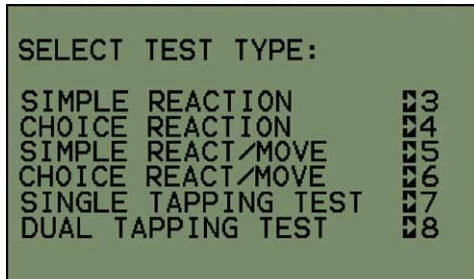 SELECT TEST TYPE:
SIMPLE REACTION 3
CHOICE REACTION 4
SIMPLE REACT/MOVE 5
CHOICE REACT/MOVE 6
SINGLE TAPPING TEST 7
DUAL TAPPING TEST 8